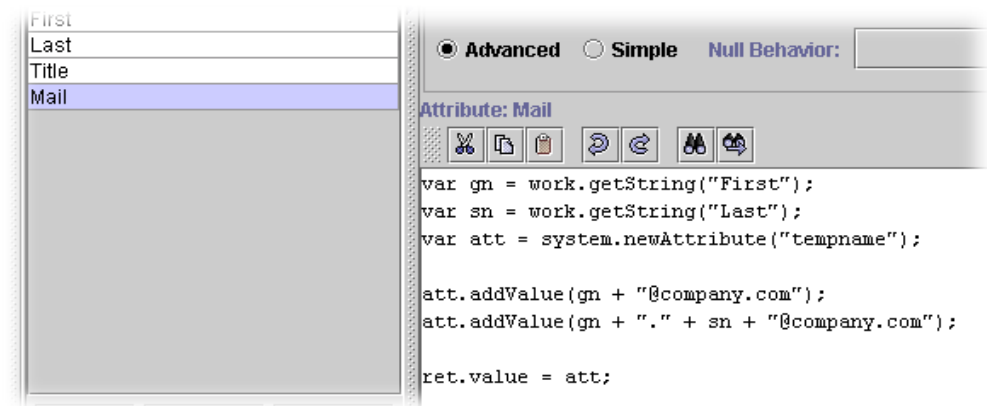 First
Last
Title
Mail
Advanced Simple Null Behavior:
Attribute: Mail
var gn = work.getString("First");
var sn = work.getString("Last");
var att = system.newAttribute("tempname");
att.addValue(gn + "@company.com");
att.addValue(gn + "." + sn + "@company.com");
ret.value = att;